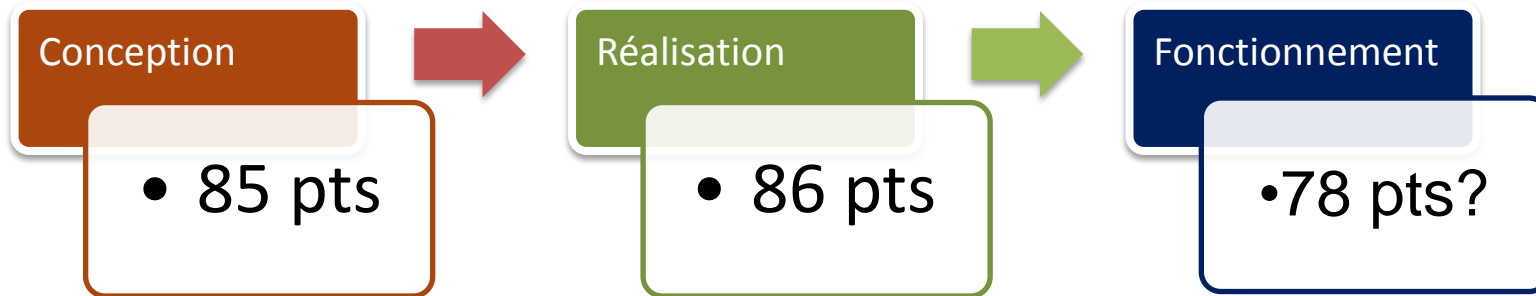 Conception
• 85 pts
Réalisation
• 86 pts
Fonctionnement
•78 pts?